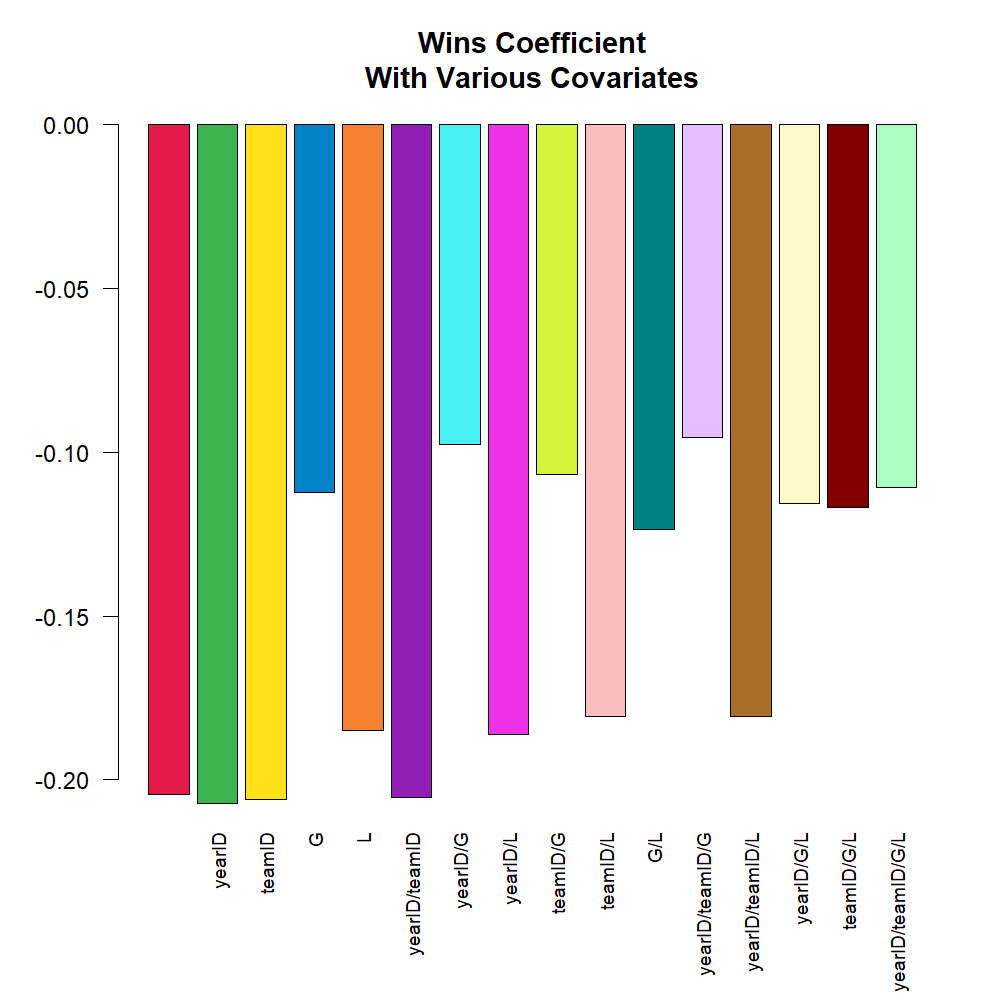 Wins Coefficient
With Various Covariates
0.00
-0.05
-0.10
-0.15
-0.20
yearID
teamID
G
L
yearID/teamID
yearID/G
yearID/L
teamID/G
teamID/L
G/L
yearID/teamID/G
yearID/teamID/L
yearID/G/L
teamID/G/L
yearID/teamID/G/L